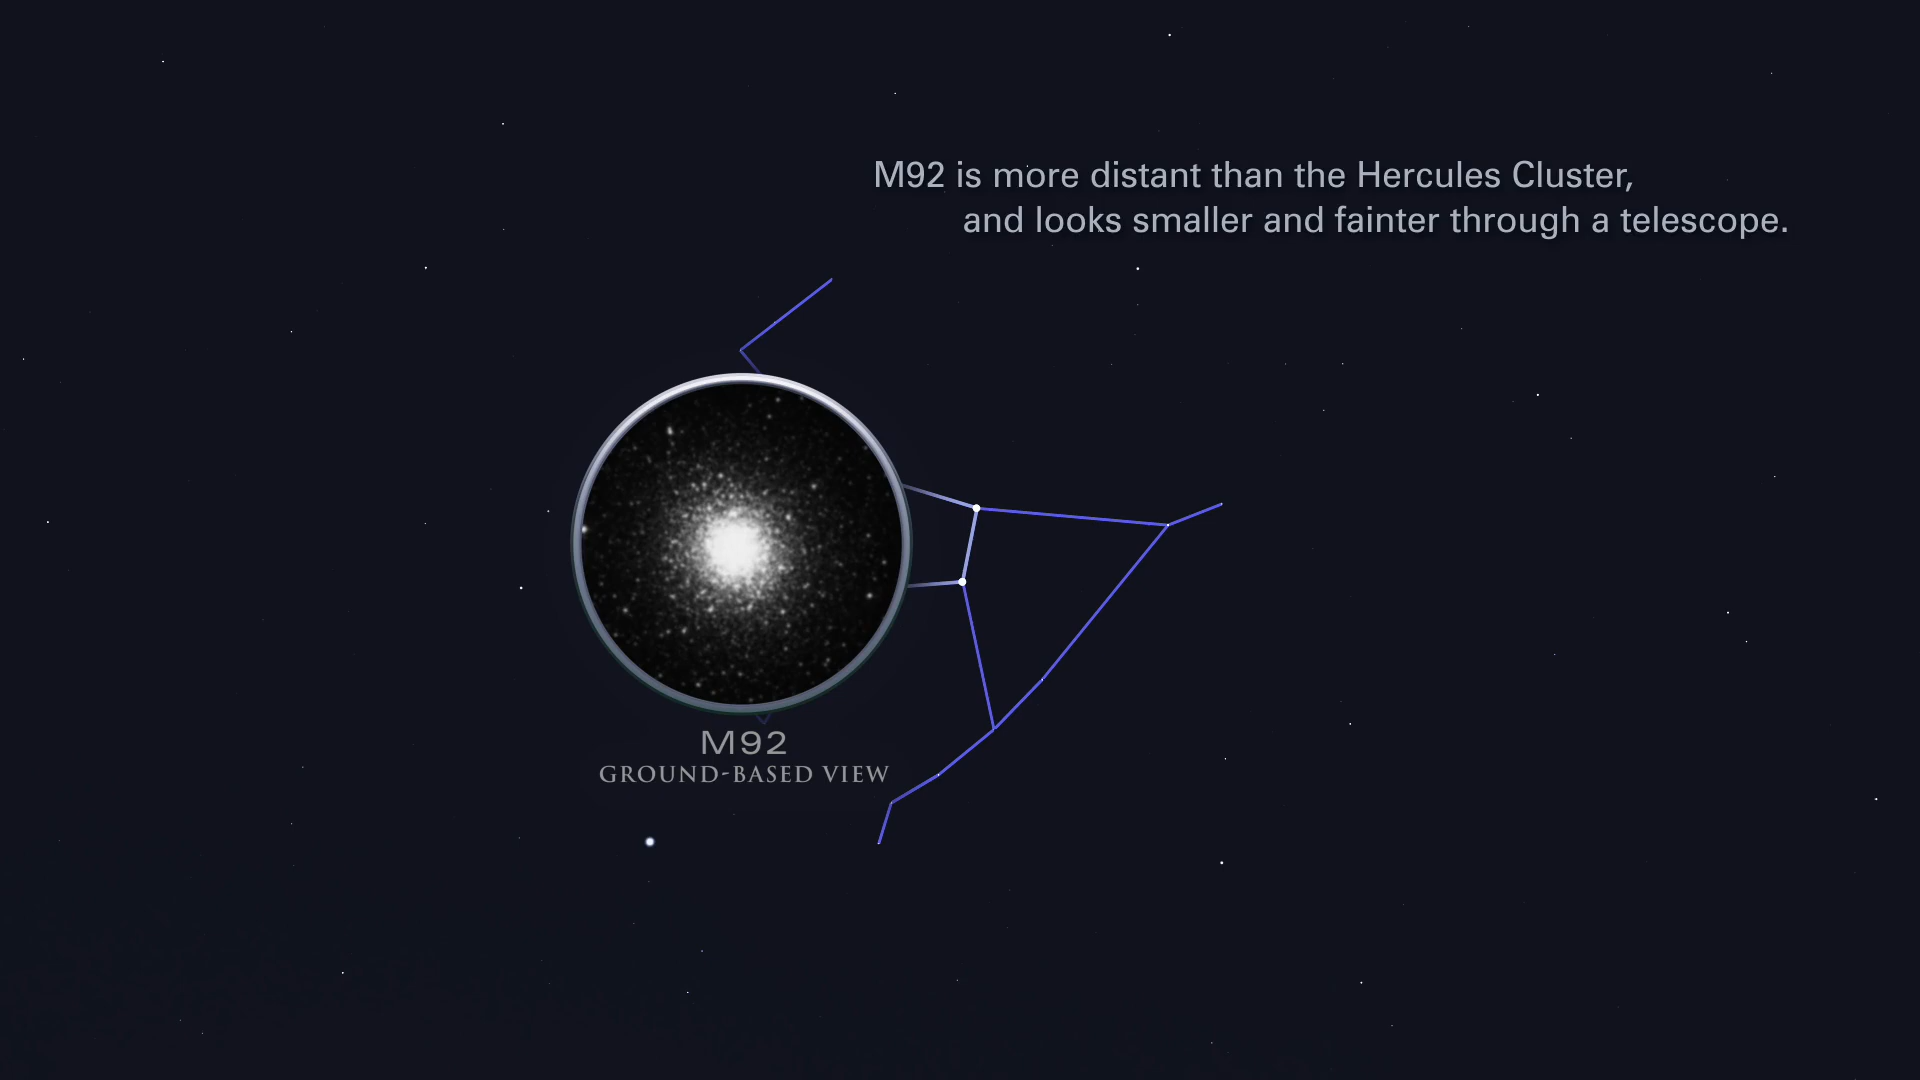 M92 is more distant than the Hercules Cluster,
and looks smaller and fainter through a telescope.
M92
GROUND-BASED VIEW